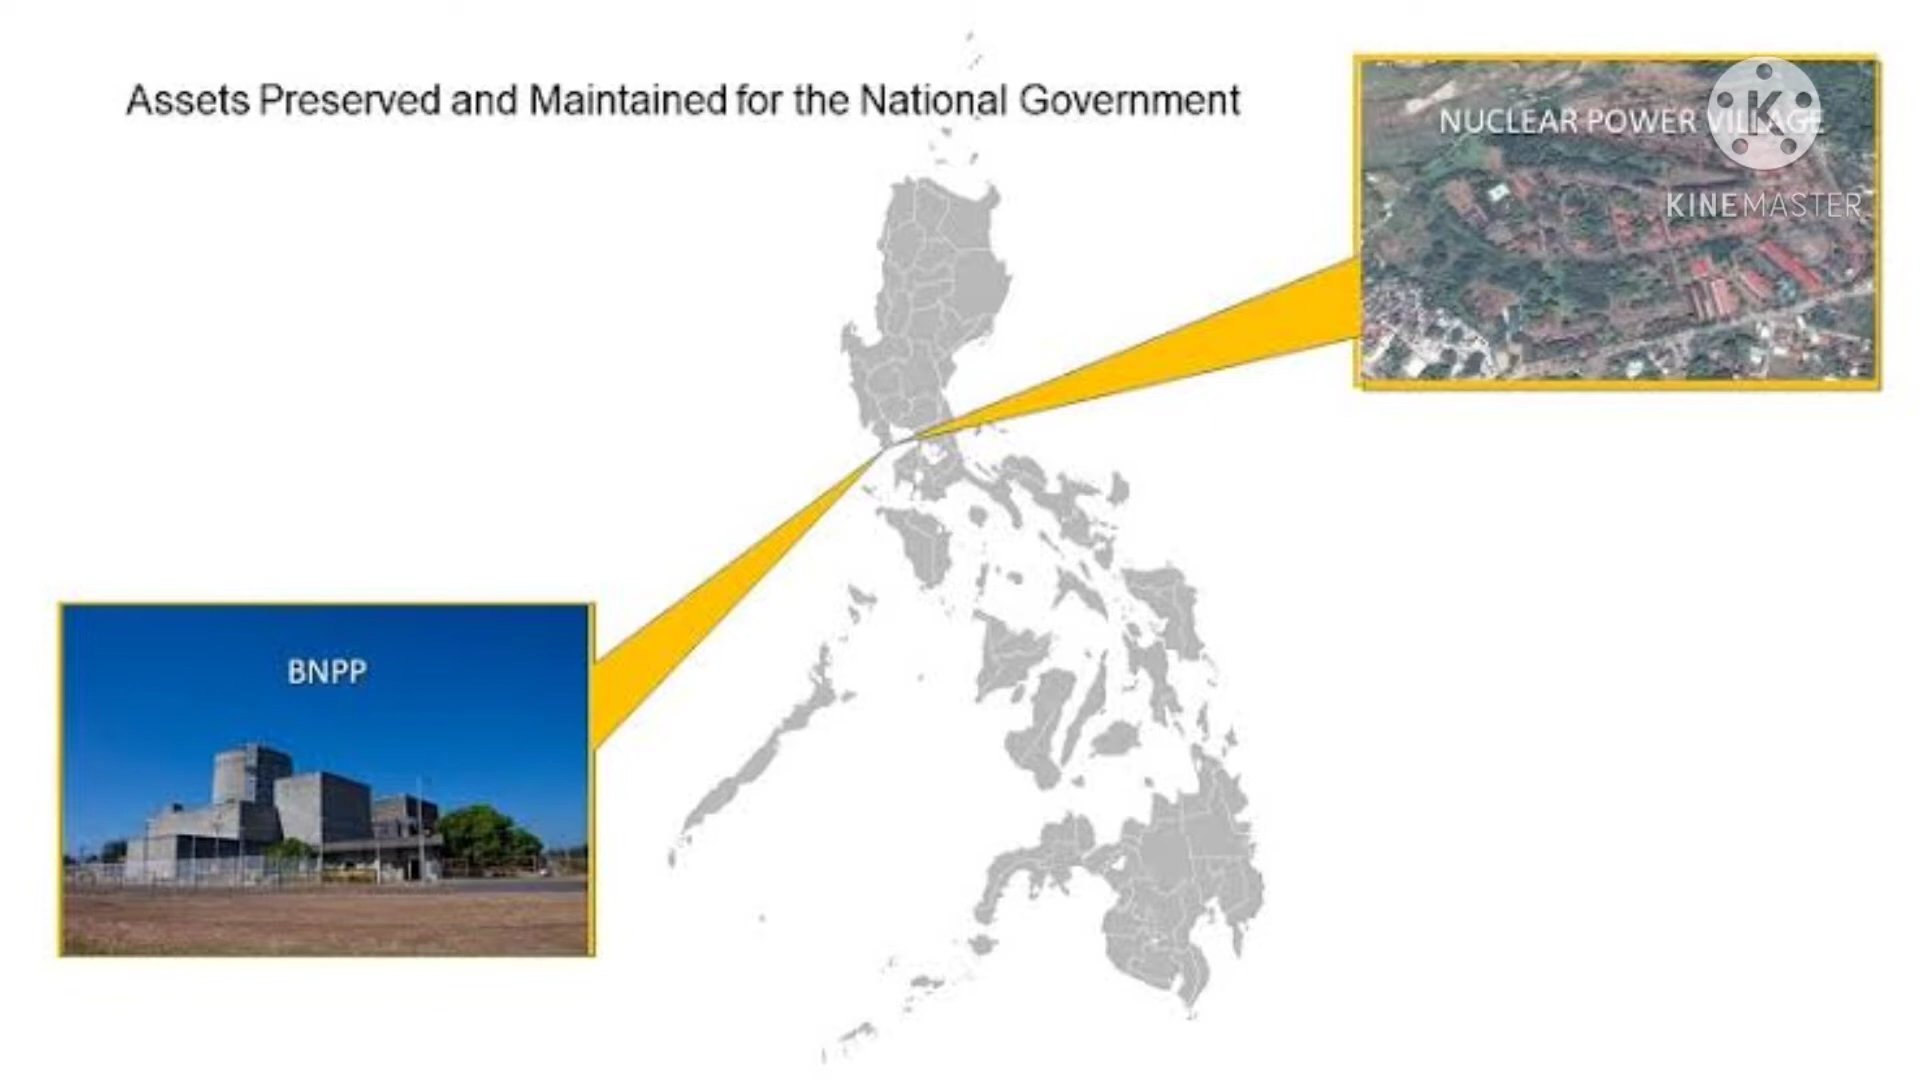 Assets Preserved and Maintained for the National Government
NUCLEAR POWER VILLAGE
K
KINEMASTER
BNPP